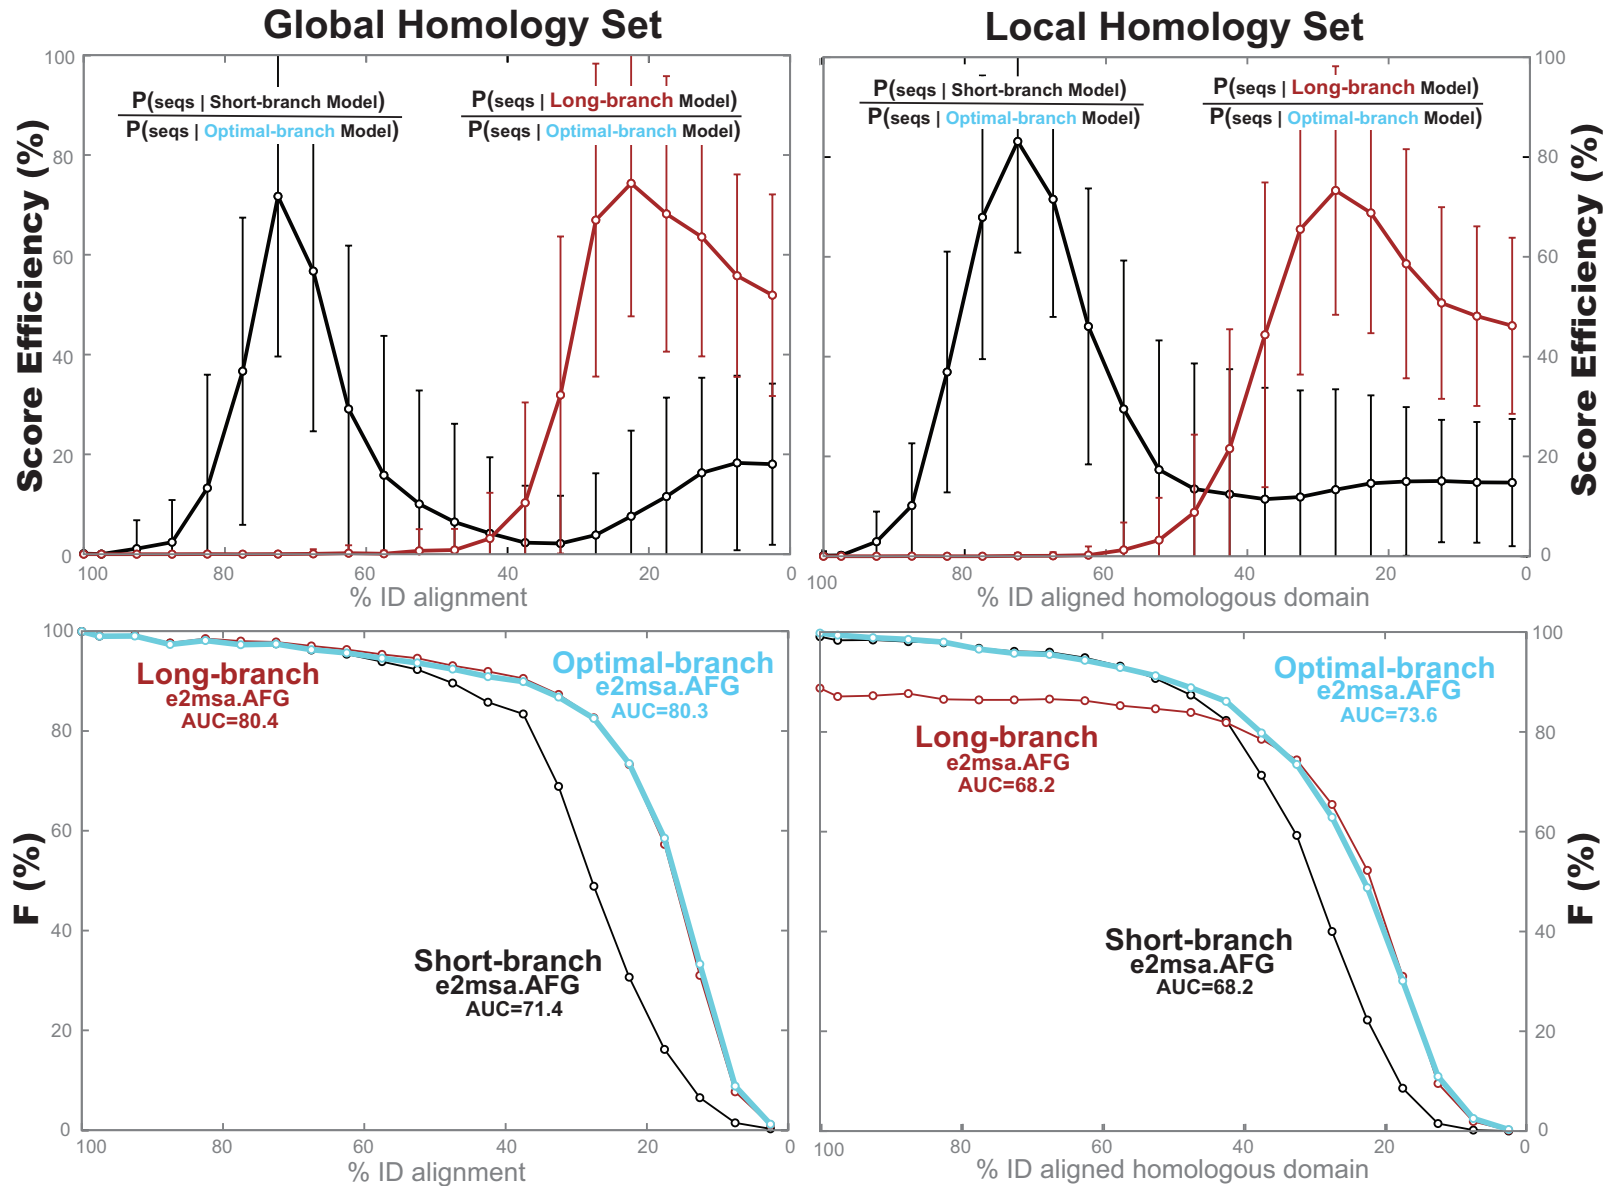 Global Homology Set
100
80
60
40
20
0
Score Efficiency (%)
P(seqs | Short-branch Model)
P(seqs | Optimal-branch Model)
P(seqs | Long-branch Model)
P(seqs | Optimal-branch Model)
100 80 60 40 20 0
% ID alignment
Local Homology Set
P(seqs | Short-branch Model)
P(seqs | Optimal-branch Model)
P(seqs | Long-branch Model)
P(seqs | Optimal-branch Model)
100
80
60
40
20
0
Score Efficiency (%)
100 80 60 40 20 0
% ID aligned homologous domain
100
80
60
40
20
0
F (%)
Long-branch
e2msa.AFG
AUC=80.4
Optimal-branch
e2msa.AFG
AUC=80.3
Short-branch
e2msa.AFG
AUC=71.4
100 80 60 40 20 0
% ID alignment
Optimal-branch
e2msa.AFG
AUC=73.6
Long-branch
e2msa.AFG
AUC=68.2
Short-branch
e2msa.AFG
AUC=68.2
100
80
60
40
20
0
F (%)
100 80 60 40 20 0
% ID aligned homologous domain